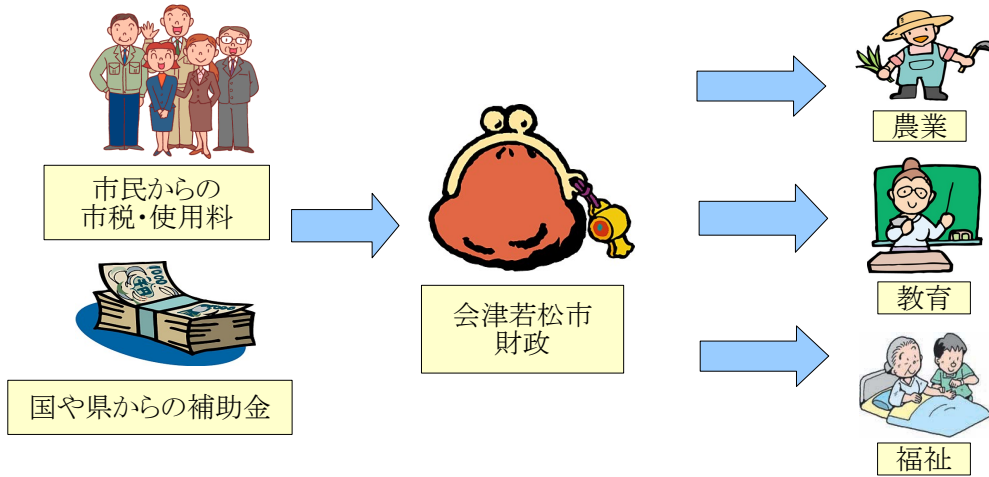 市民からの
市税・使用料
国や県からの補助金
会津若松市
財政
農業
教育
福祉